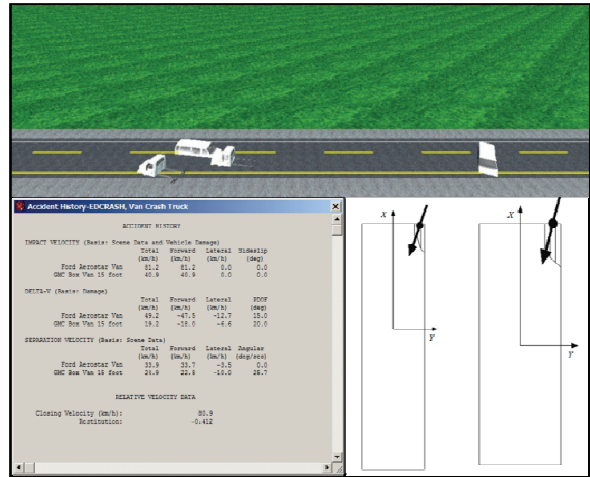 Accident History-EDCRASH, Van Crash Truck
ACCIDENT HISTORY
IMPACT VELOCITY (Basis: Scene Data and Vehicle Damage)
Total Forward Lateral Sideslip
(km/h) (km/h) (km/h) (deg)
Ford Aerostar Van 81.2 81.2 0.0 0.0
GMC Box Van 15 foot 40.9 40.9 0.0 0.0
DELTA-V (Basis: Damage)
Total Forward Lateral PDOF
(km/h) (km/h) (km/h) (deg)
Ford Aerostar Van 49.2 -47.5 -12.7 15.0
GMC Box Van 15 foot 19.2 -18.0 -6.6 20.0
SEPARATION VELOCITY (Basis: Scene Data)
Total Forward Lateral Angular
(km/h) (km/h) (km/h) (deg/sec)
Ford Aerostar Van 33.9 33.7 -3.5 0.0
GMC Box Van 15 foot 22.8
RELATIVE VELOCITY DATA
Closing Velocity (km/h): 80.9
Restitution: -0.412
X
Y
X
Y